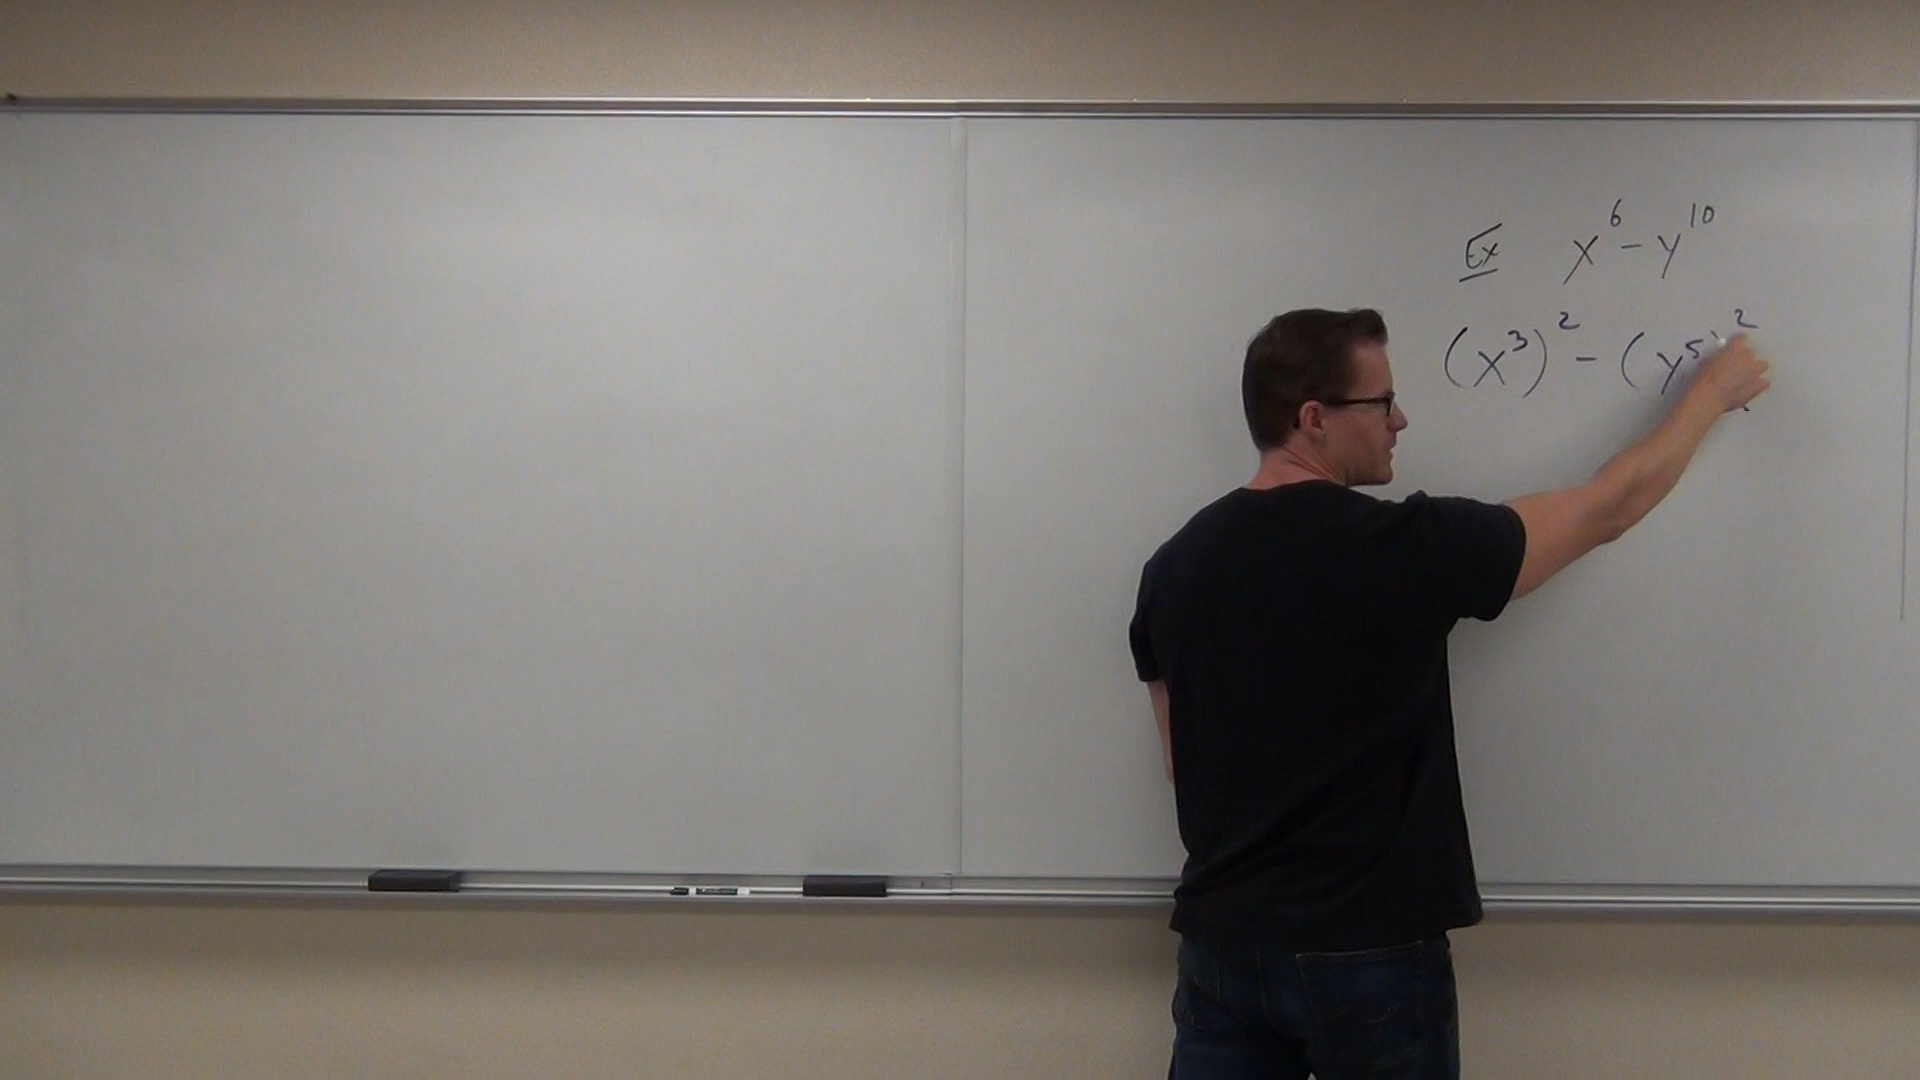 Ex x⁶ - y¹⁰
(x³)² - (y⁵)²